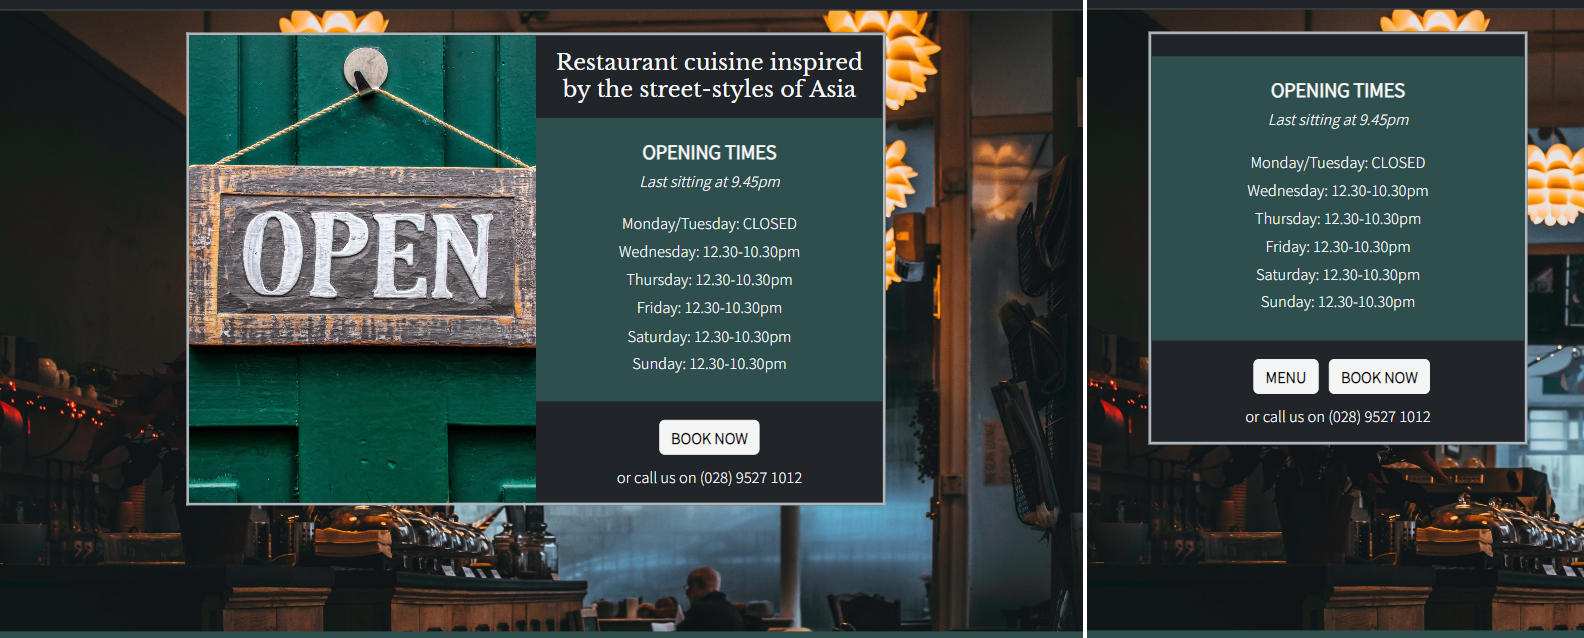 OPEN
Restaurant cuisine inspired
by the street-styles of Asia
OPENING TIMES
Last sitting at 9.45pm
Monday/Tuesday: CLOSED
Wednesday: 12.30-10.30pm
Thursday: 12.30-10.30pm
Friday: 12.30-10.30pm
Saturday: 12.30-10.30pm
Sunday: 12.30-10.30pm
BOOK NOW
or call us on (028) 9527 1012
OPENING TIMES
Last sitting at 9.45pm
Monday/Tuesday: CLOSED
Wednesday: 12.30-10.30pm
Thursday: 12.30-10.30pm
Friday: 12.30-10.30pm
Saturday: 12.30-10.30pm
Sunday: 12.30-10.30pm
MENU BOOK NOW
or call us on (028) 9527 1012